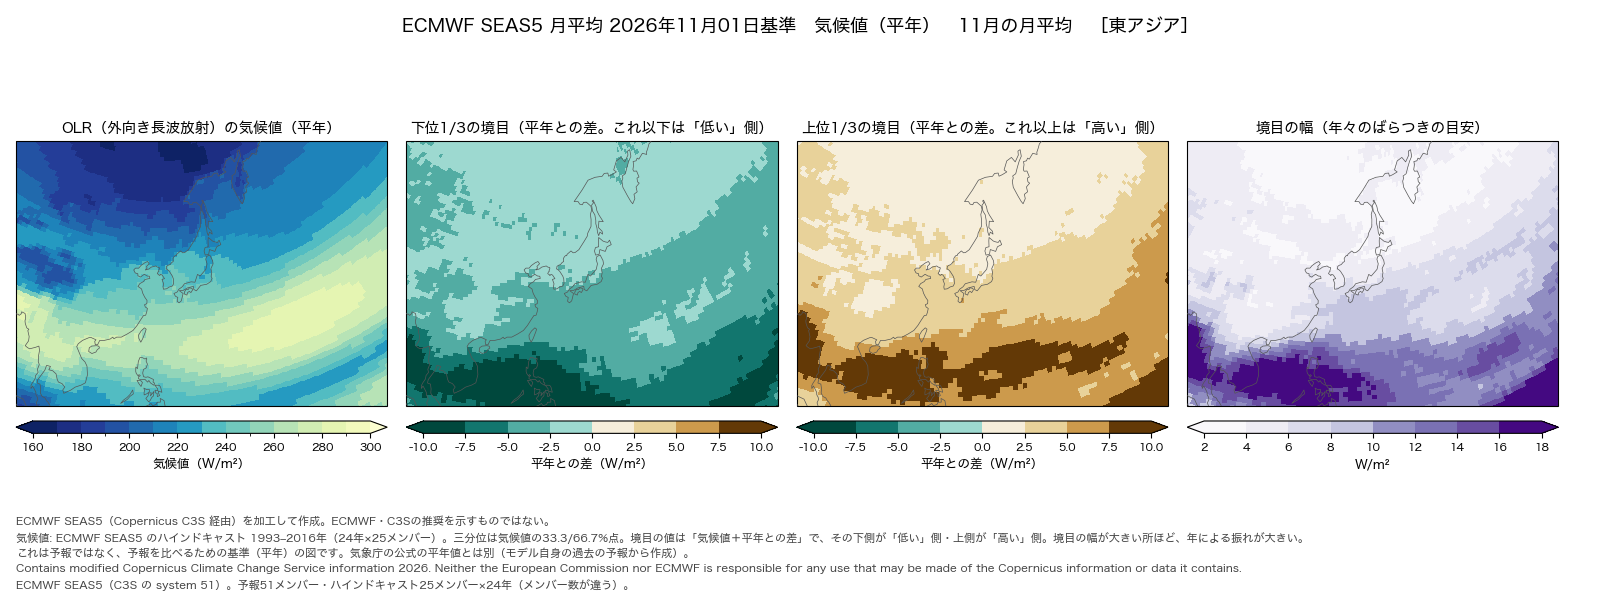 ECMWF SEAS5 月平均 2026年11月01日基準　気候値（平年）　11月の月平均　［東アジア］
OLR（外向き長波放射）の気候値（平年）
下位1/3の境目（平年との差。これ以下は「低い」側）
上位1/3の境目（平年との差。これ以上は「高い」側）
境目の幅（年々のばらつきの目安）
160 180 200 220 240 260 280 300
気候値（W/m²）
-10.0 -7.5 -5.0 -2.5 0.0 2.5 5.0 7.5 10.0
平年との差（W/m²）
-10.0 -7.5 -5.0 -2.5 0.0 2.5 5.0 7.5 10.0
平年との差（W/m²）
2 4 6 8 10 12 14 16 18
W/m²
ECMWF SEAS5（Copernicus C3S 経由）を加工して作成。ECMWF・C3Sの推奨を示すものではない。
気候値: ECMWF SEAS5 のハインドキャスト 1993–2016年（24年×25メンバー）。三分位は気候値の33.3/66.7%点。境目の値は「気候値＋平年との差」で、その下側が「低い」側・上側が「高い」側。境目の幅が大きい所ほど、年による振れが大きい。
これは予報ではなく、予報を比べるための基準（平年）の図です。気象庁の公式の平年値とは別（モデル自身の過去の予報から作成）。
Contains modified Copernicus Climate Change Service information 2026. Neither the European Commission nor ECMWF is responsible for any use that may be made of the Copernicus information or data it contains.
ECMWF SEAS5（C3S の system 51）。予報51メンバー・ハインドキャスト25メンバー×24年（メンバー数が違う）。